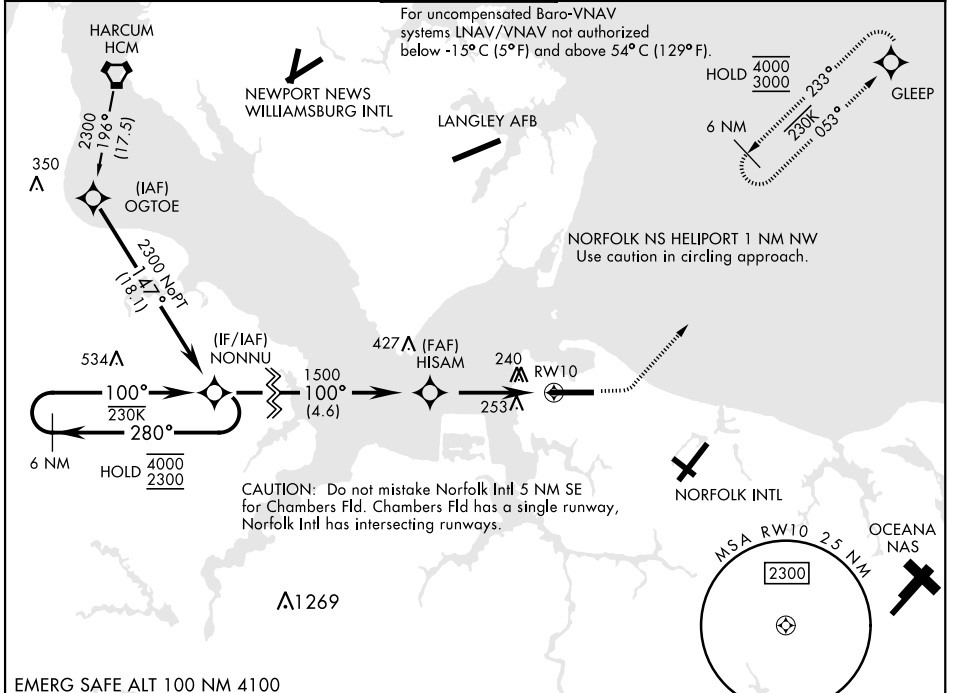 For uncompensated Baro-VNAV
systems LNAV/VNAV not authorized
below -15°C (5°F) and above 54°C (129°F).
HARCUM
HCM
NEWPORT NEWS
WILLIAMSBURG INTL
LANGLEY AFB
HOLD 4000
3000
GLEEP
233°
230K
053°
6 NM
2300
196°
(17.5)
350
(IAF)
OGTOE
2300 NoPT
147°
(18.1)
NORFOLK NS HELIPORT 1 NM NW
Use caution in circling approach.
(IF/IAF)
NONNU
534
427
(FAF)
HISAM
240
RW10
253
1500
100°
(4.6)
100°
230K
280°
6 NM
HOLD 4000
2300
CAUTION: Do not mistake Norfolk Intl 5 NM SE
for Chambers Fld. Chambers Fld has a single runway,
Norfolk Intl has intersecting runways.
NORFOLK INTL
OCEANA
NAS
MSA RW10 25 NM
2300
1269
EMERG SAFE ALT 100 NM 4100